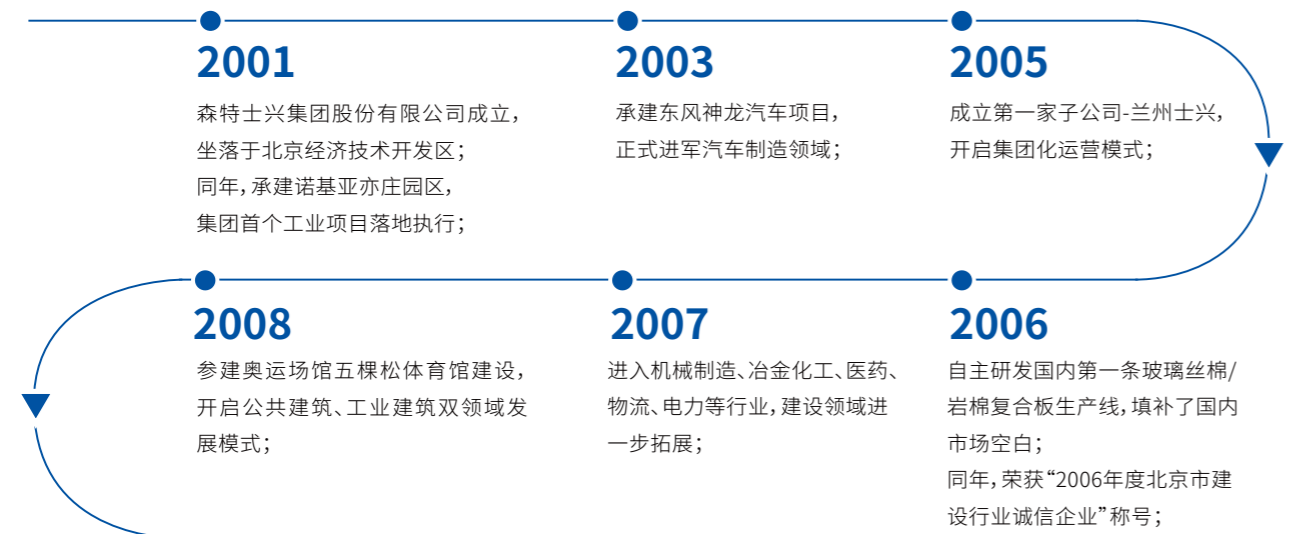 2001
森特士兴集团股份有限公司成立，
坐落于北京经济技术开发区；
同年，承建诺基亚亦庄园区，
集团首个工业项目落地执行；
2003
承建东风神龙汽车项目，
正式进军汽车制造领域；
2005
成立第一家子公司-兰州士兴，
开启集团化运营模式；
2006
自主研发国内第一条玻璃丝棉/
岩棉复合板生产线，填补了国内
市场空白；
同年，荣获“2006年度北京市建
设行业诚信企业”称号；
2007
进入机械制造、冶金化工、医药、
物流、电力等行业，建设领域进
一步拓展；
2008
参建奥运场馆五棵松体育馆建设，
开启公共建筑、工业建筑双领域发
展模式；